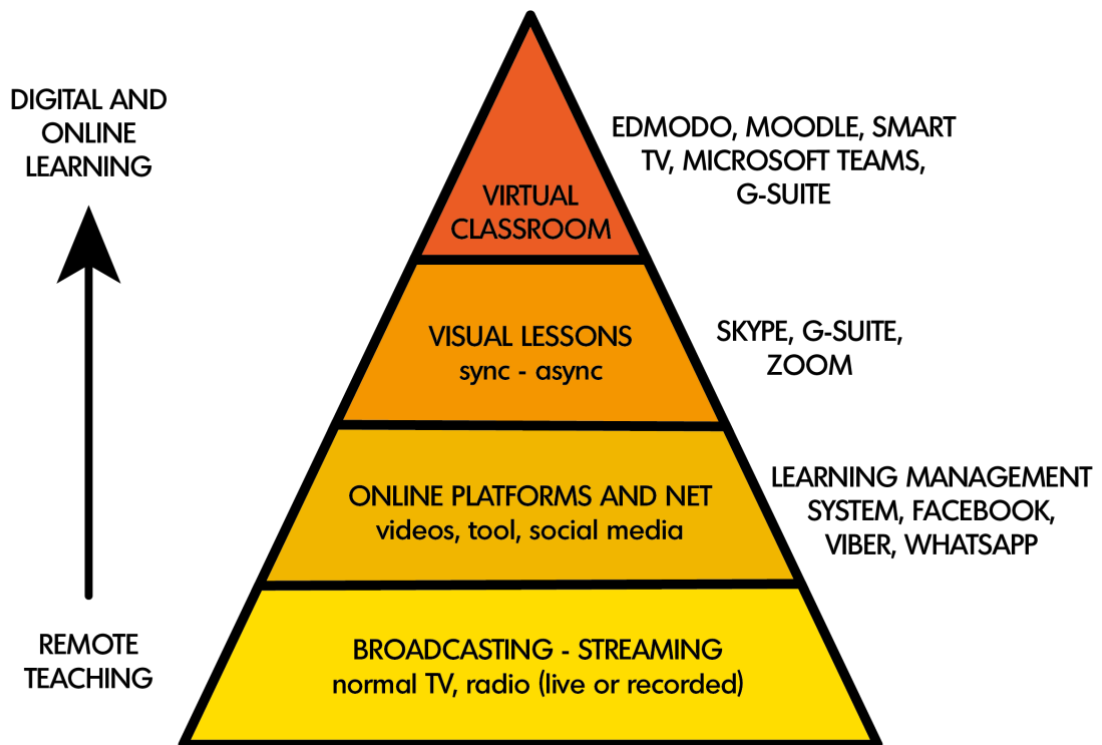 DIGITAL AND
ONLINE
LEARNING
REMOTE
TEACHING
VIRTUAL
CLASSROOM
EDMODO, MOODLE, SMART
TV, MICROSOFT TEAMS,
G-SUITE
VISUAL LESSONS
sync - async
SKYPE, G-SUITE,
ZOOM
ONLINE PLATFORMS AND NET
videos, tool, social media
LEARNING MANAGEMENT
SYSTEM, FACEBOOK,
VIBER, WHATSAPP
BROADCASTING - STREAMING
normal TV, radio (live or recorded)